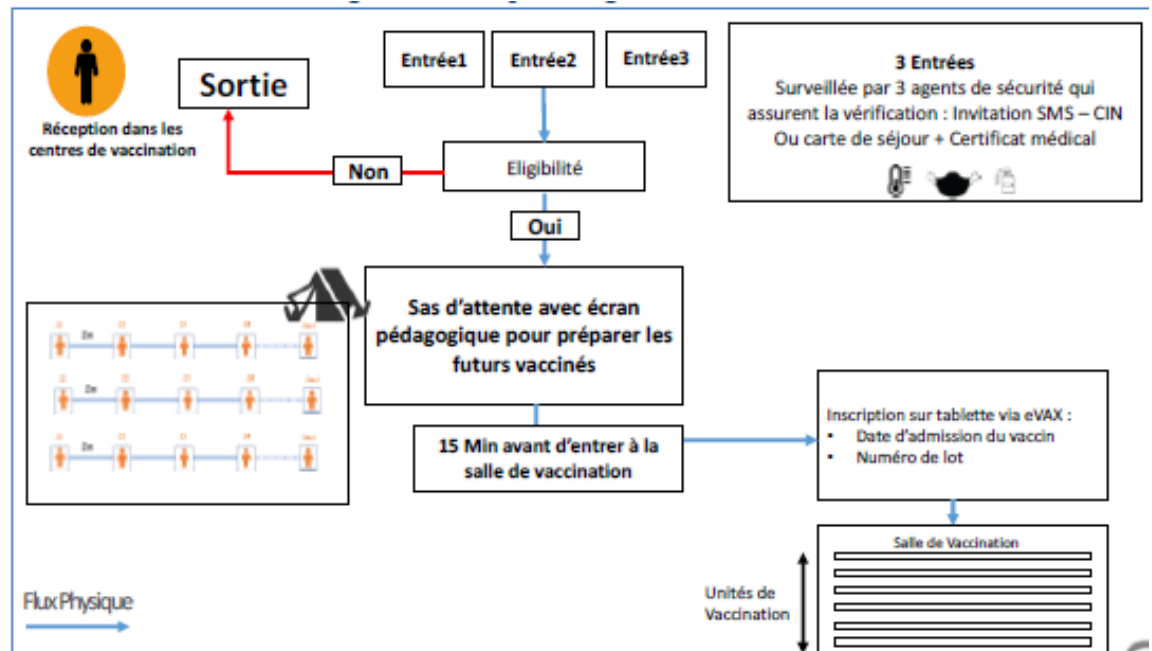 Entrée1
Entrée2
Entrée3
Sortie
Réception dans les
centres de vaccination
3 Entrées
Surveillée par 3 agents de sécurité qui
assurent la vérification : Invitation SMS – CIN
Ou carte de séjour + Certificat médical
Non
Eligibilité
Oui
Sas d'attente avec écran
pédagogique pour préparer les
futurs vaccinés
15 Min avant d'entrer à la
salle de vaccination
Inscription sur tablette via eVAX :
▪ Date d'admission du vaccin
▪ Numéro de lot
Salle de Vaccination
Unités de
Vaccination
Flux Physique